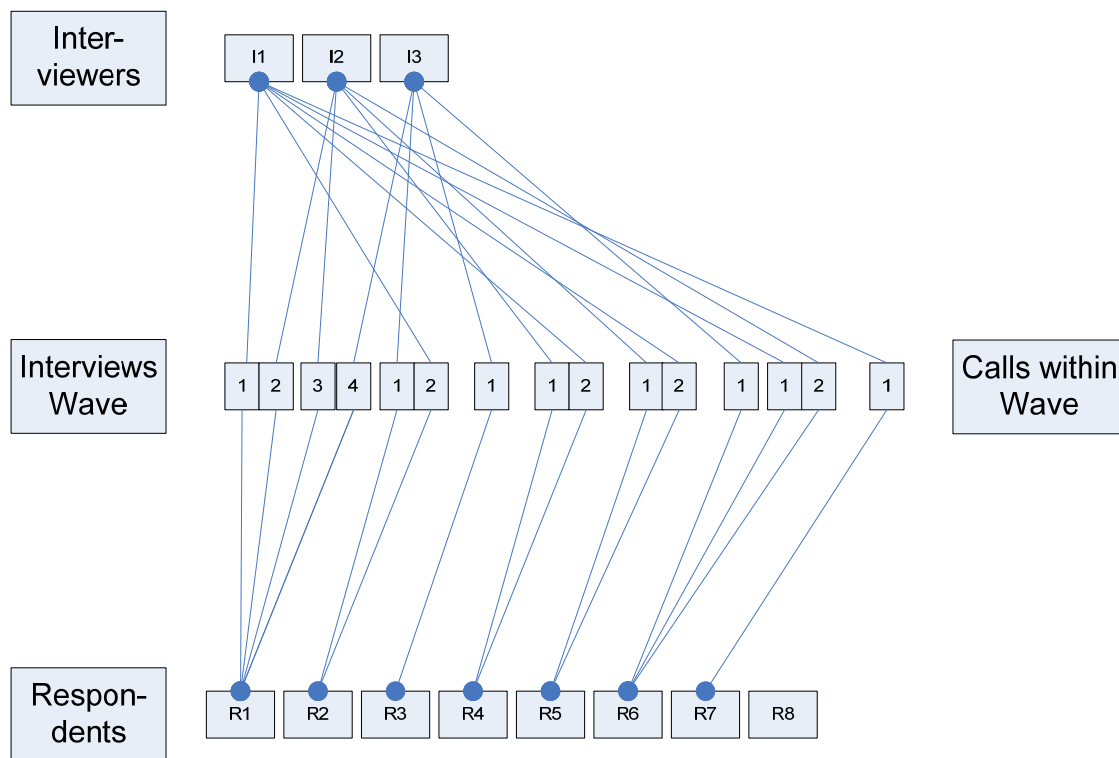 Inter-
viewers
I1 I2 I3
Interviews
Wave
1 2 3 4 1 2 1 1 2 1 2 1 1 2 1
Calls within
Wave
Respon-
dents
R1 R2 R3 R4 R5 R6 R7 R8